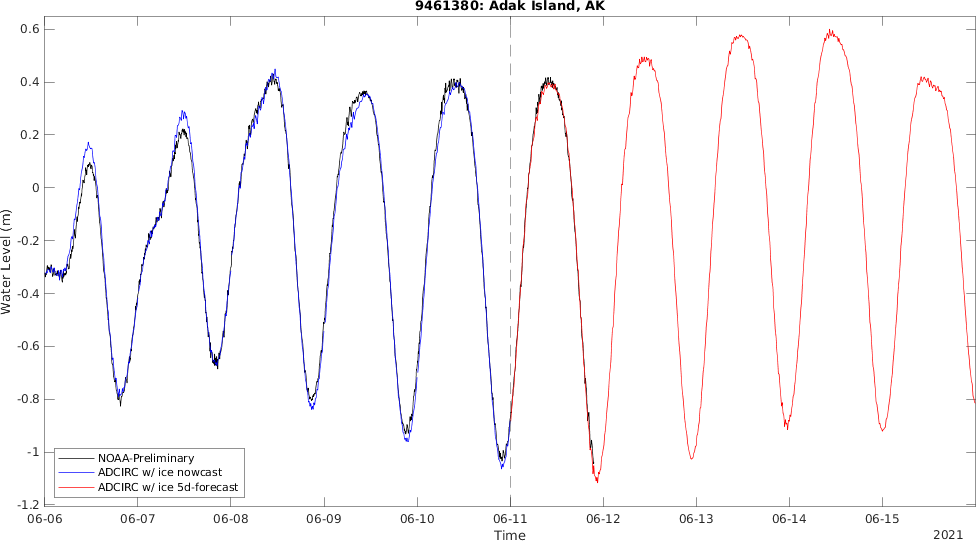 9461380: Adak Island, AK
0.6
0.4
0.2
0
-0.2
-0.4
-0.6
-0.8
-1
-1.2
Water Level (m)
NOAA-Preliminary
ADCIRC w/ ice nowcast
ADCIRC w/ ice 5d-forecast
06-06 06-07 06-08 06-09 06-10 06-11 06-12 06-13 06-14 06-15
Time
2021